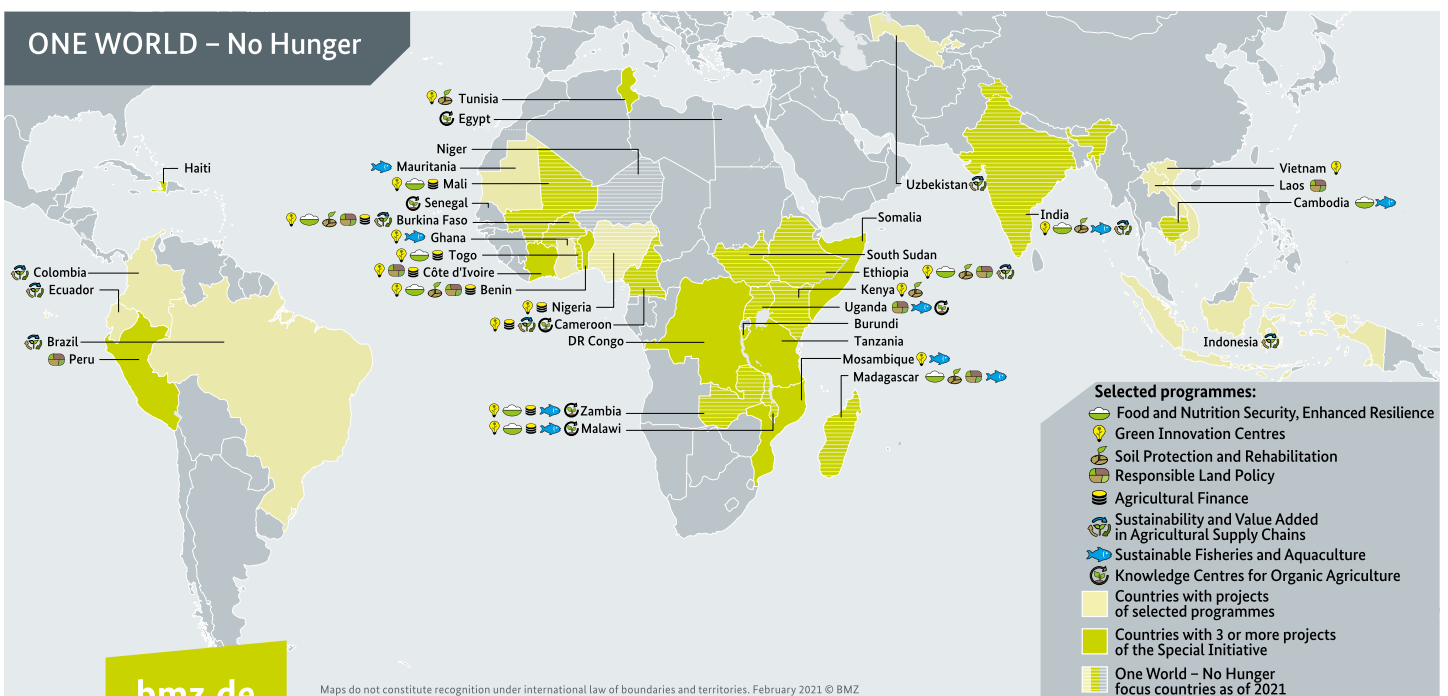 ONE WORLD – No Hunger
Tunisia
Egypt
Niger
Mauritania
Mali
Senegal
Burkina Faso
Ghana
Togo
Côte d'Ivoire
Benin
Nigeria
Cameroon
DR Congo
Zambia
Malawi
Haiti
Colombia
Ecuador
Brazil
Peru
Uzbekistan
Somalia
South Sudan
Ethiopia
Kenya
Uganda
Burundi
Tanzania
Mosambique
Madagascar
India
Vietnam
Laos
Cambodia
Indonesia
Selected programmes:
Food and Nutrition Security, Enhanced Resilience
Green Innovation Centres
Soil Protection and Rehabilitation
Responsible Land Policy
Agricultural Finance
Sustainability and Value Added
in Agricultural Supply Chains
Sustainable Fisheries and Aquaculture
Knowledge Centres for Organic Agriculture
Countries with projects
of selected programmes
Countries with 3 or more projects
of the Special Initiative
One World – No Hunger
focus countries as of 2021
bmz.de
Maps do not constitute recognition under international law of boundaries and territories. February 2021 © BMZ